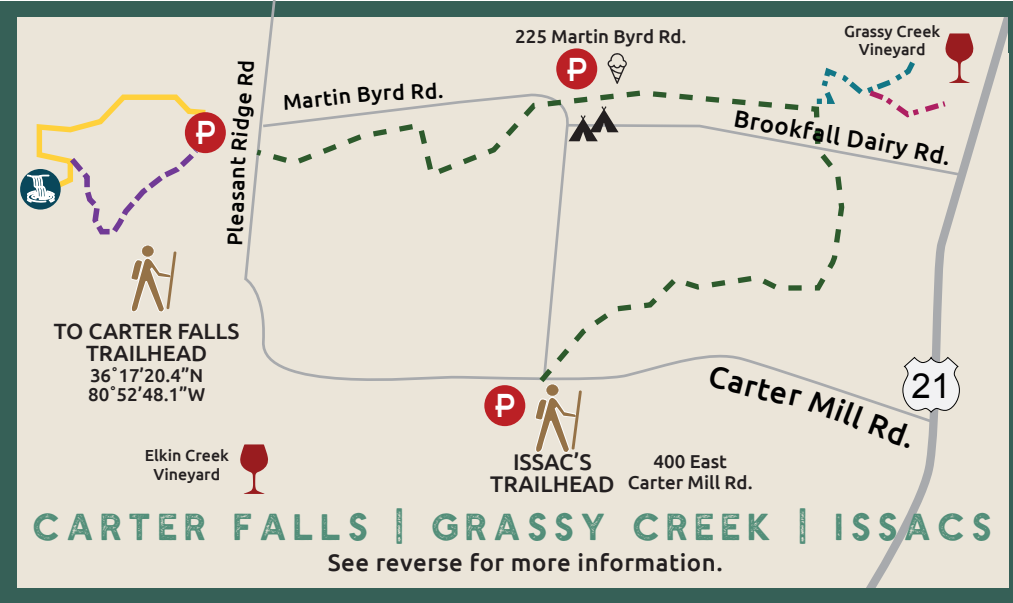 225 Martin Byrd Rd.
P
Grassy Creek
Vineyard
Martin Byrd Rd.
Pleasant Ridge Rd
P
Brookfall Dairy Rd.
TO CARTER FALLS
TRAILHEAD
36°17'20.4"N
80°52'48.1"W
21
Carter Mill Rd.
P
Elkin Creek
Vineyard
ISSAC'S
TRAILHEAD
400 East
Carter Mill Rd.
CARTER FALLS | GRASSY CREEK | ISSACS
See reverse for more information.